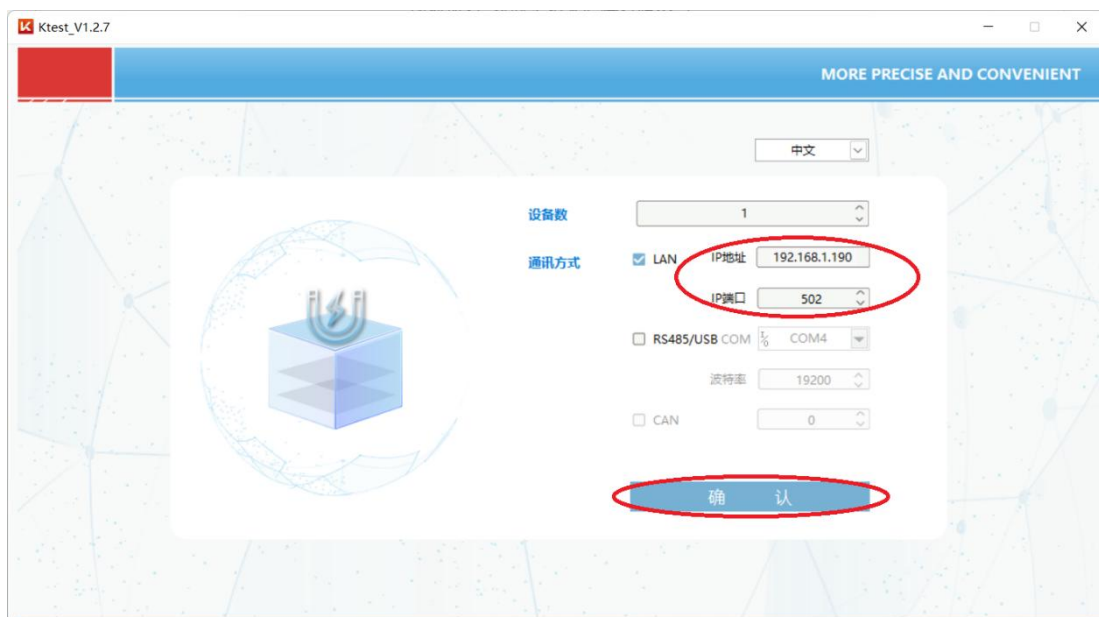 Ktest_V1.2.7
MORE PRECISE AND CONVENIENT
中文
设备数 1
通讯方式 LAN IP地址 192.168.1.190
IP端口 502
RS485/USB COM COM4
波特率 19200
CAN 0
确 认